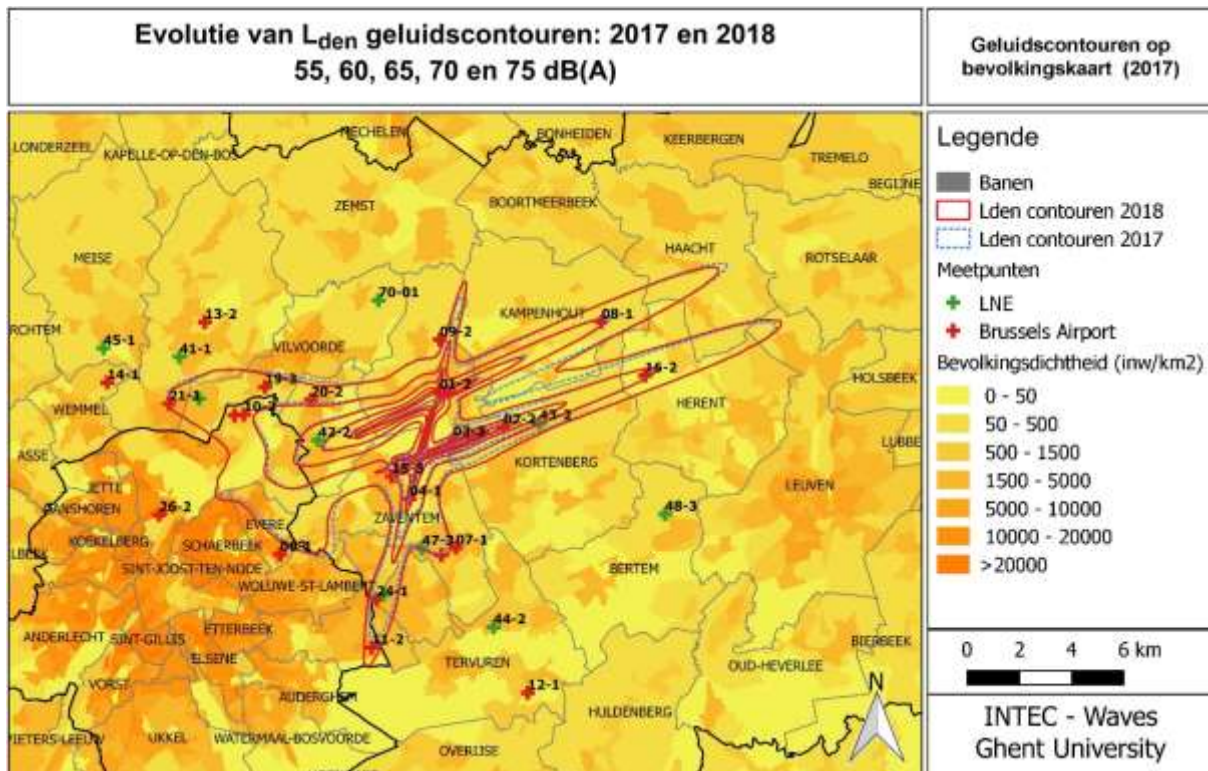 Evolutie van Lden geluidscontouren: 2017 en 2018
55, 60, 65, 70 en 75 dB(A)
Geluidscontouren op
bevolkingskaart (2017)
LONDERZEEL
KAPELLE-OP-DEN-BOS
MECHELEN
BONHEIDEN
KEERBERGEN
TREMELO
BEGIJNE
ZEMST
BOORTMEERBEEK
HAACHT
ROTSELAAR
MEISE
70-01
KAMPENHOUT
08-1
13-2
RCHTEM
45-1
41-1
VILVOORDE
09-2
14-1
19-3
20-2
01-2
16-2
HOLSBEEK
WEMMEL
21-1
10-2
HERENT
42-2
03-3
02-2
43-2
LUBBE
ASSE
KORTENBERG
15-3
JETTE
LEUVEN
04-1
26-2
ZAVENTEM
48-3
KOEKELBERG
EVERE
SCHAERBEEK
47-3
07-1
SINT-JOOST-TEN-NODE
BERTEM
WOLUWE-ST-LAMBERT
24-1
ETTERBEEK
44-2
ANDERLECHT
SINT-GILLIS
11-2
BIERBEEK
ELSENE
TERVUREN
OUD-HEVERLEE
VORST
AUDERGHEM
12-1
HULDENBERG
PIETERS-LEEUW
UKKEL
WATERMAAL-BOSVOORDE
OVERIJSE
N
Legende
Banen
Lden contouren 2018
Lden contouren 2017
Meetpunten
LNE
Brussels Airport
Bevolkingsdichtheid (inw/km2)
0 - 50
50 - 500
500 - 1500
1500 - 5000
5000 - 10000
10000 - 20000
>20000
0 2 4 6 km
INTEC - Waves
Ghent University